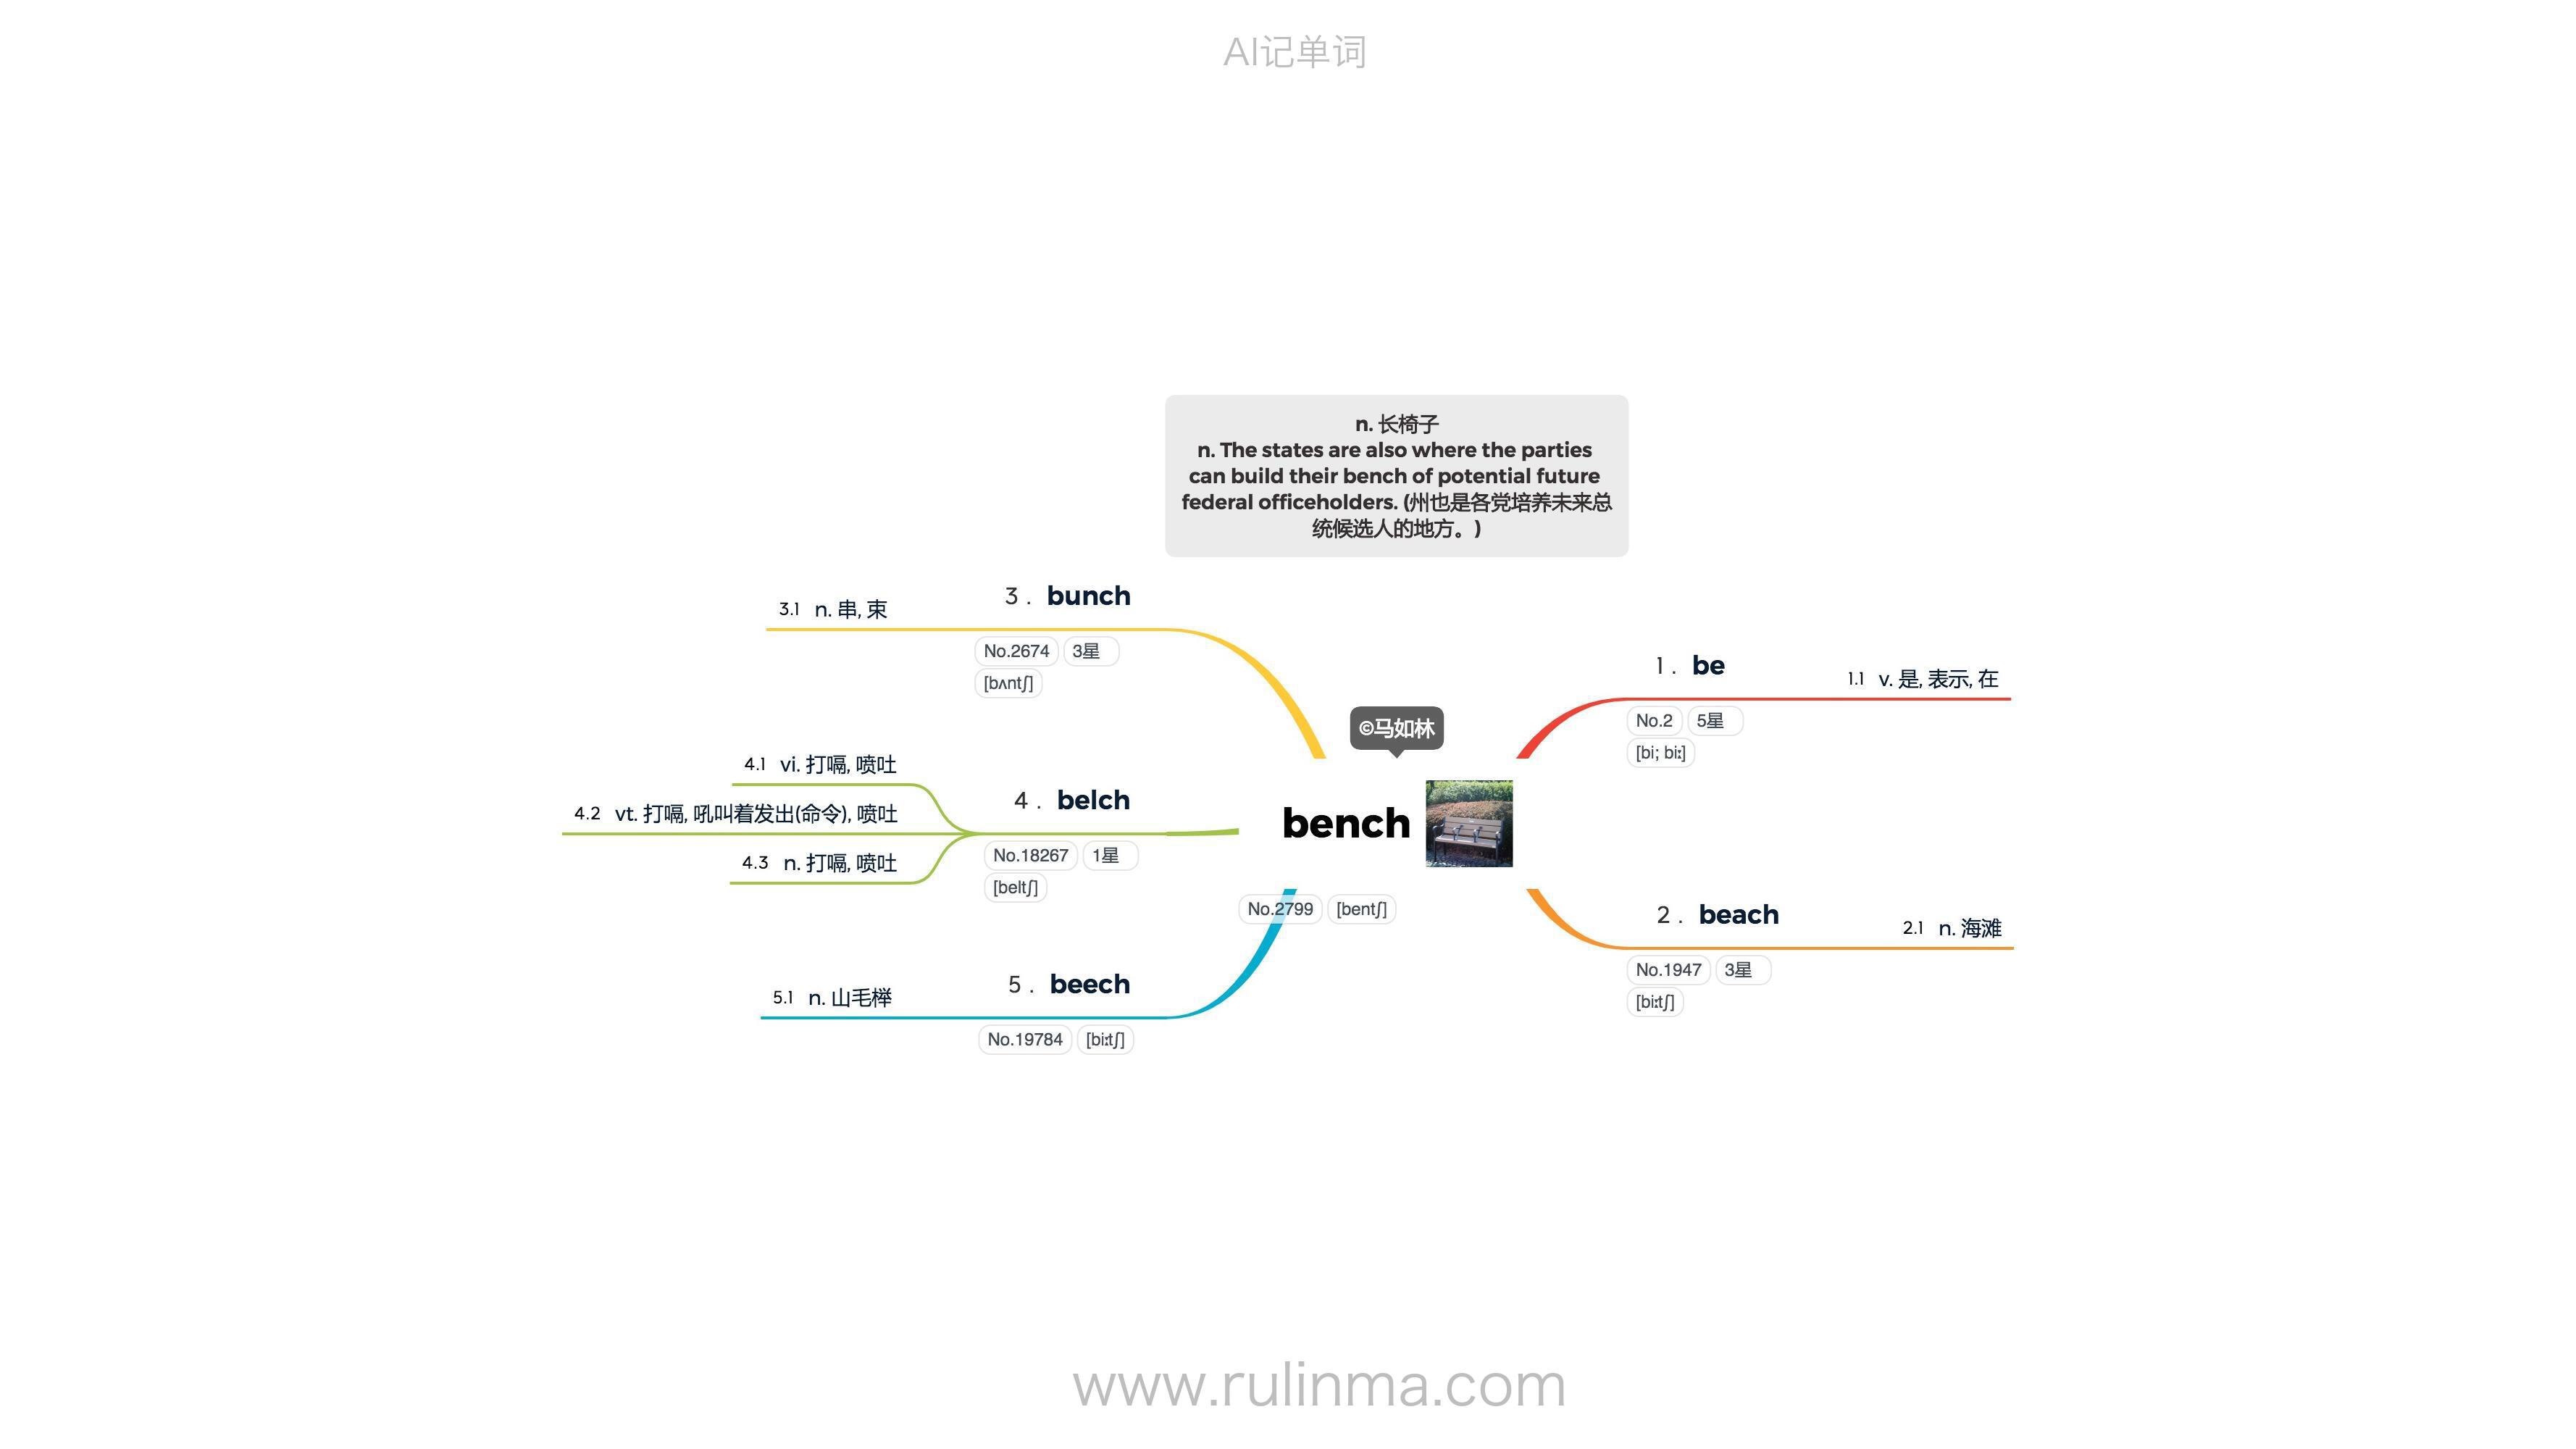 AI记单词
n. 长椅子
n. The states are also where the parties
can build their bench of potential future
federal officeholders. (州也是各党培养未来总
统候选人的地方。)
3 . bunch
3.1 n. 串, 束
No.2674 3星
[bʌntʃ]
4 . belch
4.1 vi. 打嗝, 喷吐
4.2 vt. 打嗝, 吼叫着发出(命令), 喷吐
4.3 n. 打嗝, 喷吐
No.18267 1星
[beltʃ]
5 . beech
5.1 n. 山毛榉
No.19784 [biːtʃ]
©马如林
bench
No.2799 [bentʃ]
1 . be
1.1 v. 是, 表示, 在
No.2 5星
[bi; biː]
2 . beach
2.1 n. 海滩
No.1947 3星
[biːtʃ]
www.rulinma.com